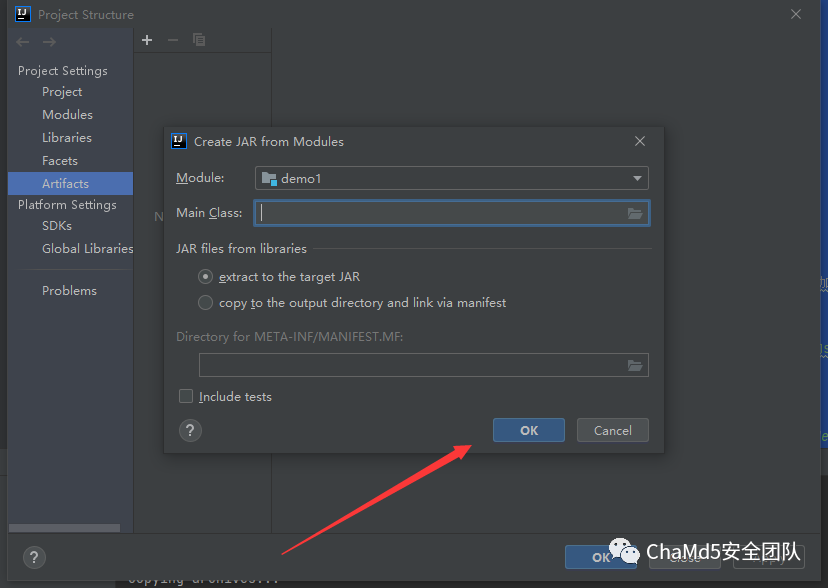 Project Structure
Project Settings
Project
Modules
Libraries
Facets
Artifacts
Platform Settings
SDKs
Global Libraries
Problems
N
Create JAR from Modules
Module:
demo1
Main Class:
JAR files from libraries
extract to the target JAR
copy to the output directory and link via manifest
Directory for META-INF/MANIFEST.MF:
Include tests
?
OK
Cancel
?
OK
Close
Apply
ChaMd5安全团队
Copying archives...